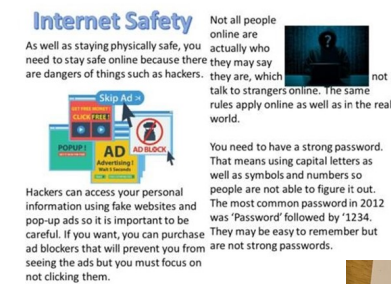 Internet Safety
As well as staying physically safe, you
need to stay safe online because there
are dangers of things such as hackers.
Skip Ad
GET FREE MONEY
CLICK FREE!
POPUP!
AD
Advertising!
Wait 5 Seconds
AD BLOCK
Hackers can access your personal
information using fake websites and
pop-up ads so it is important to be
careful. If you want, you can purchase
ad blockers that will prevent you from
seeing the ads but you must focus on
not clicking them.
Not all people
online are
actually who
they may say
they are, which not
talk to strangers online. The same
rules apply online as well as in the real
world.
You need to have a strong password.
That means using capital letters as
well as symbols and numbers so
people are not able to figure it out.
The most common password in 2012
was ‘Password’ followed by ‘1234.
They may be easy to remember but
are not strong passwords.